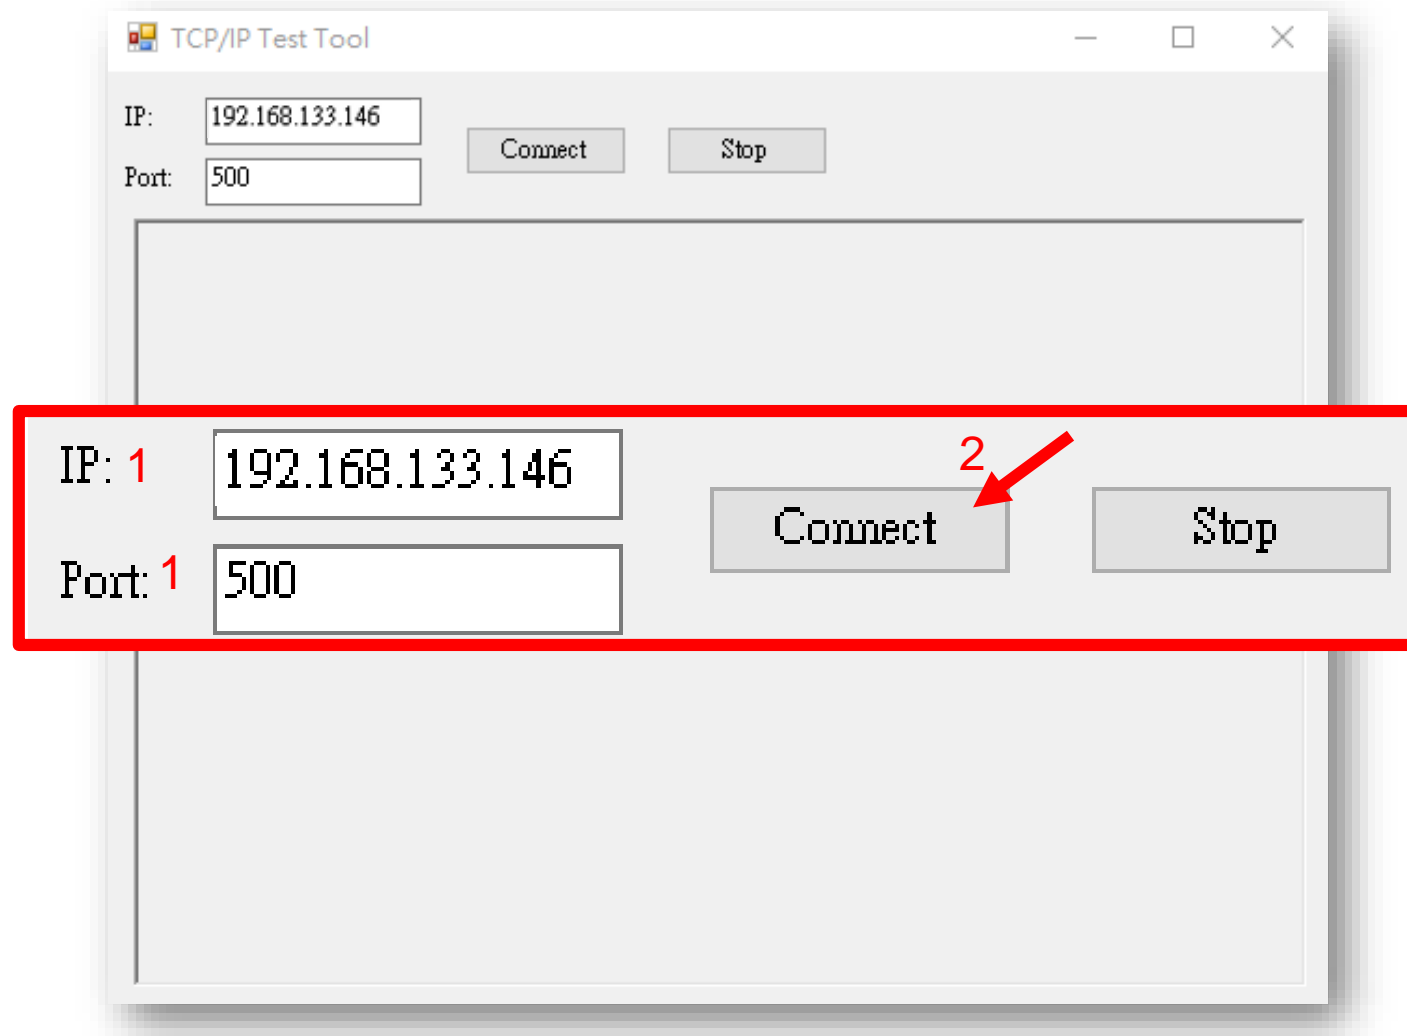 TCP/IP Test Tool
IP: 192.168.133.146
Connect Stop
Port: 500
IP: 1 192.168.133.146
2
Connect Stop
Port: 1 500